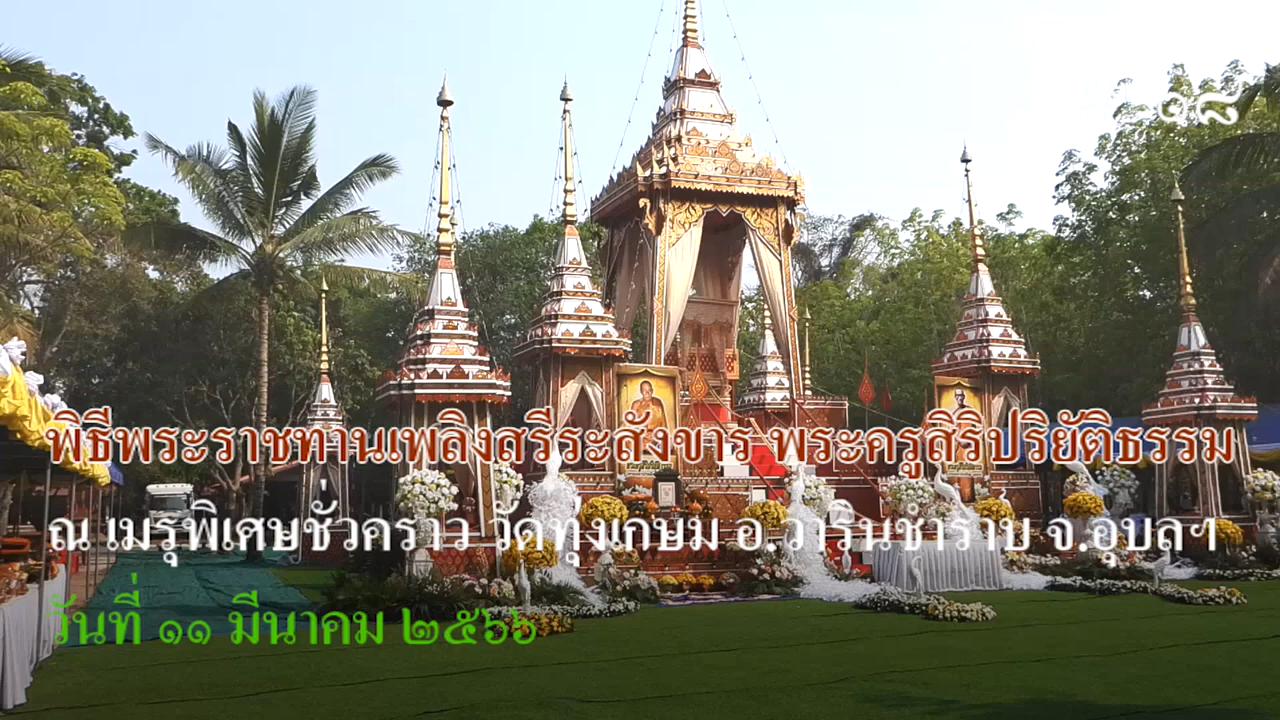 ๑๘
พิธีพระราชทานเพลิงสรีระสังขาร พระครูสิริปริยัติธรรม
ณ เมรุพิเศษชั่วคราว วัดทุ่งเกษม อ.วารินชำราบ จ.อุบลฯ
วันที่ ๑๑ มีนาคม ๒๕๖๖